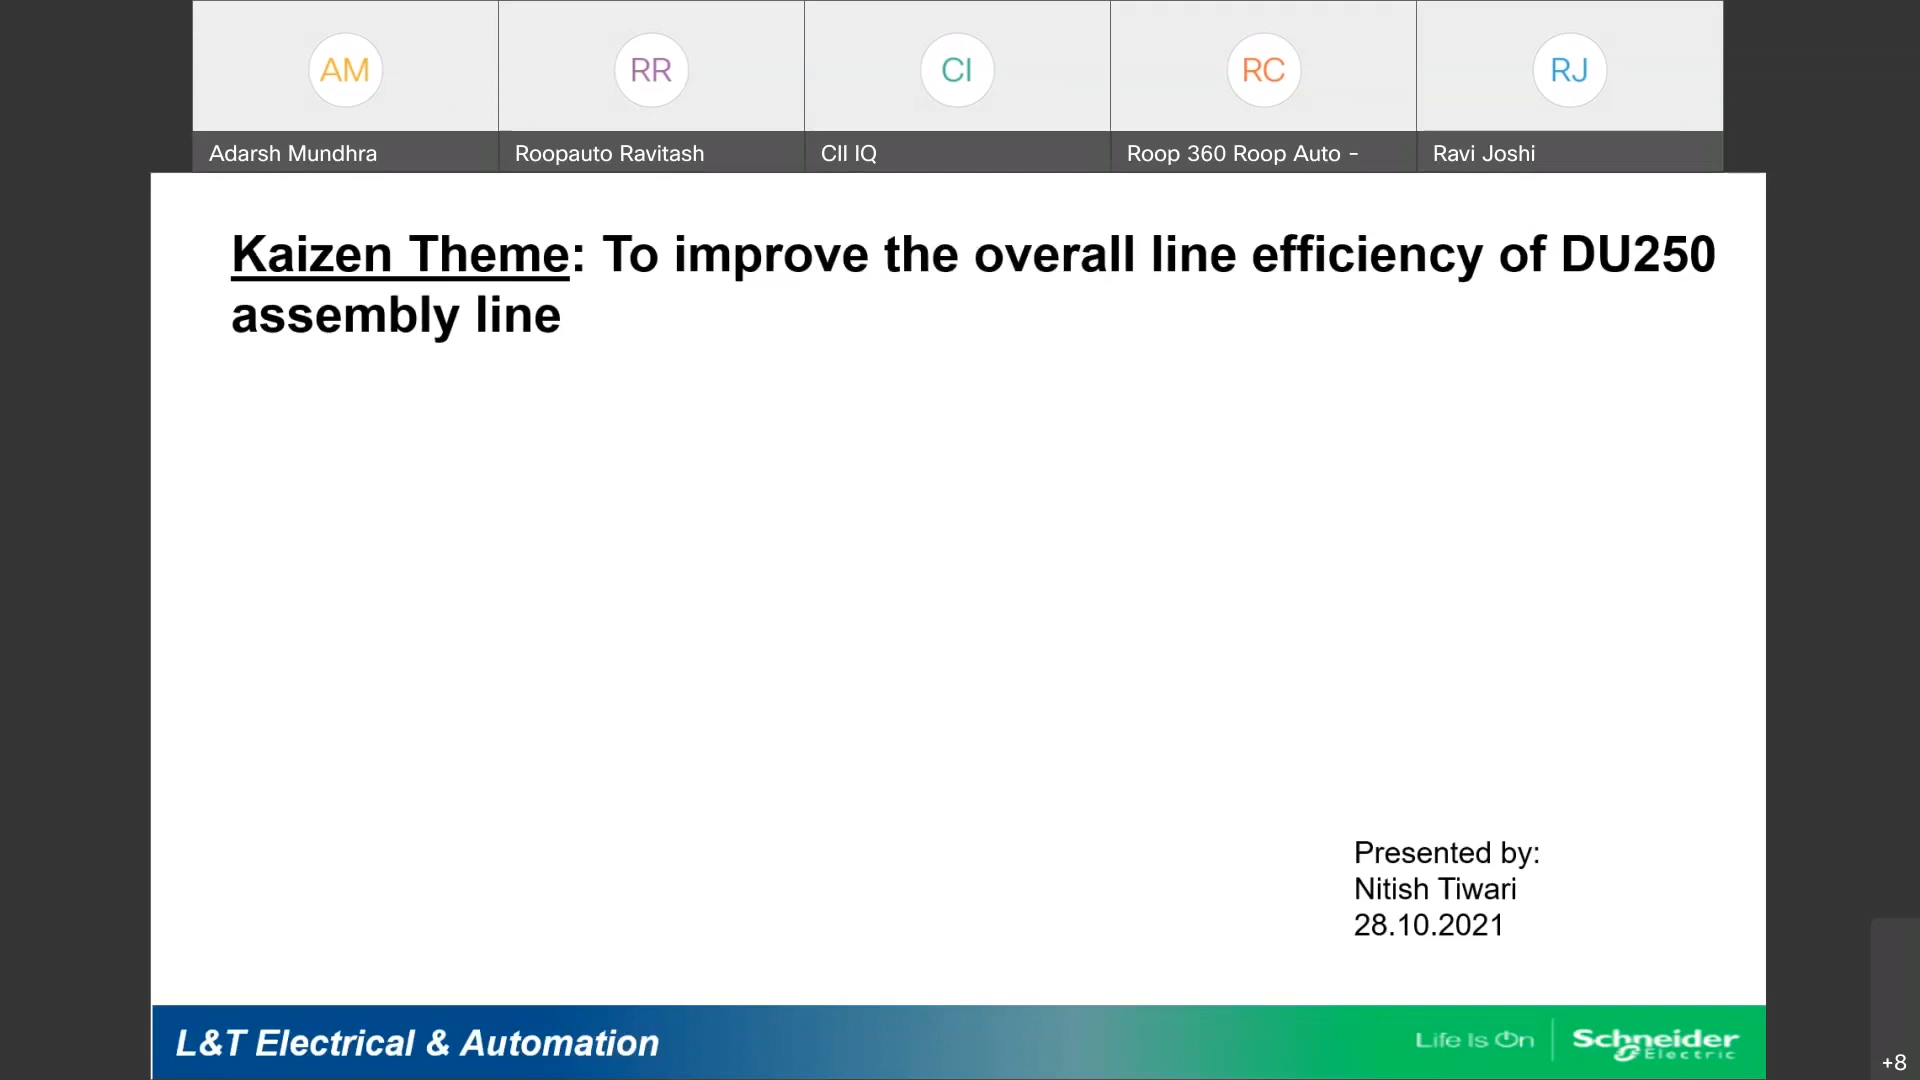 AM
RR
CI
RC
RJ
Adarsh Mundhra
Roopauto Ravitash
CII IQ
Roop 360 Roop Auto -
Ravi Joshi
Kaizen Theme: To improve the overall line efficiency of DU250
assembly line
Presented by:
Nitish Tiwari
28.10.2021
L&T Electrical & Automation
Life Is On
Schneider
Electric
+8